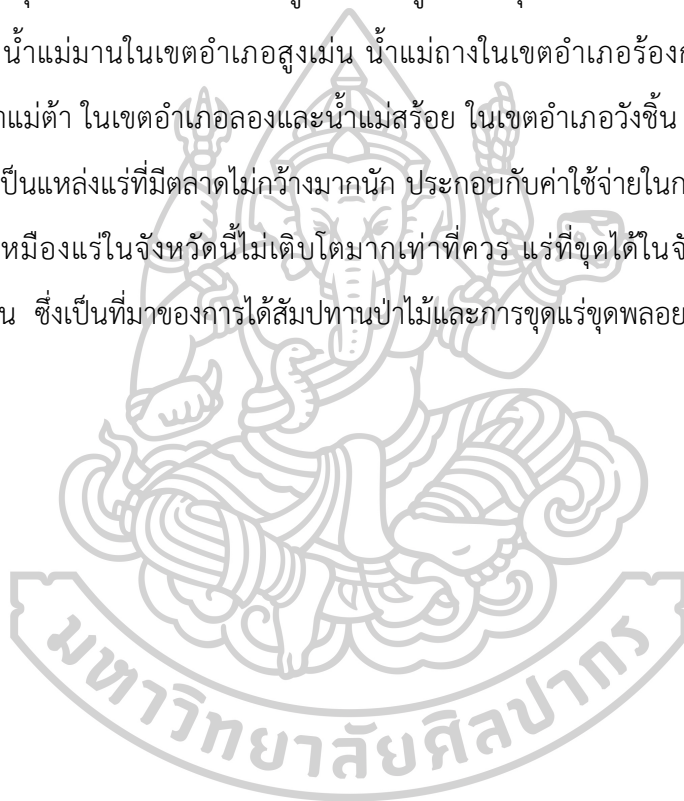 น้ำแม่มานในเขตอำเภอสูงเม่น น้ำแม่ถางในเขตอำเภอร้องก
แม่ต้า ในเขตอำเภอลองและน้ำแม่สร้อย ในเขตอำเภอวังชิ้น
เป็นแหล่งแร่ที่มีตลาดไม่กว้างมากนัก ประกอบกับค่าใช้จ่ายในก
เหมืองแร่ในจังหวัดนี้ไม่เติบโตมากเท่าที่ควร แร่ที่ขุดได้ในจั
น ซึ่งเป็นที่มาของการได้สัมปทานป่าไม้และการขุดแร่ขุดพลอย
มหาวิทยาลัยศิลปากร